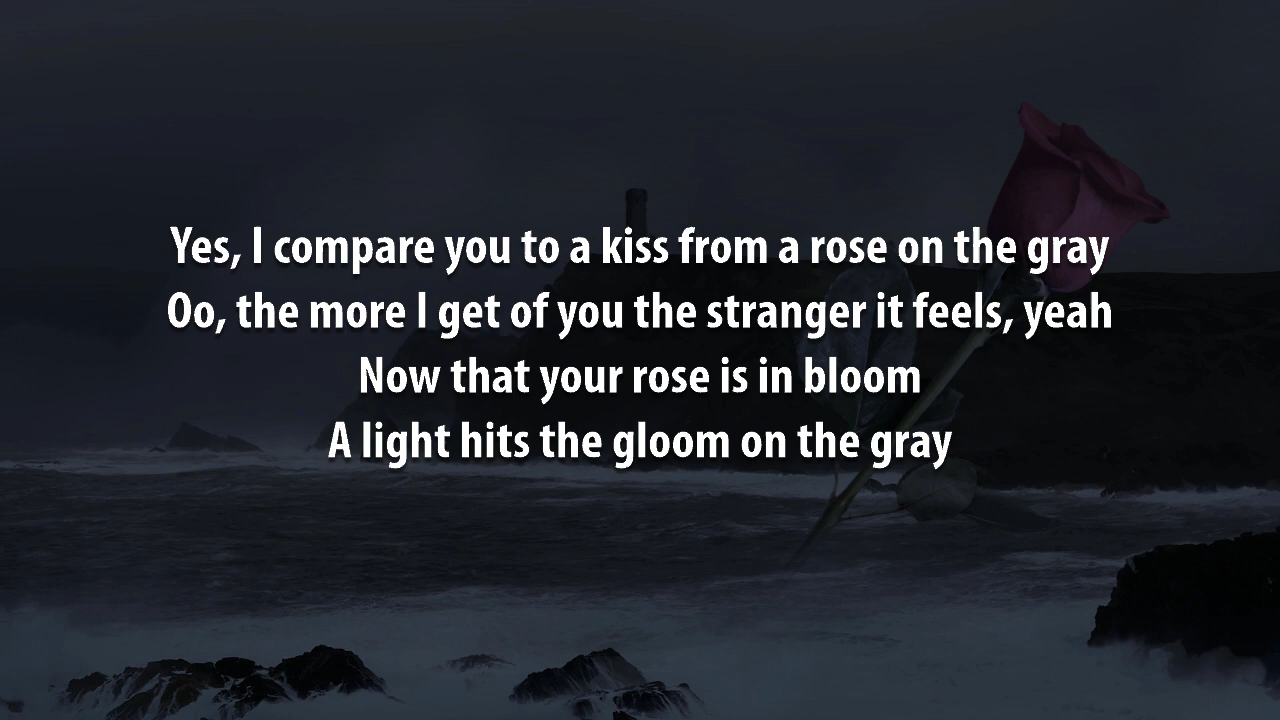 Yes, I compare you to a kiss from a rose on the gray
Oo, the more I get of you the stranger it feels, yeah
Now that your rose is in bloom
A light hits the gloom on the gray